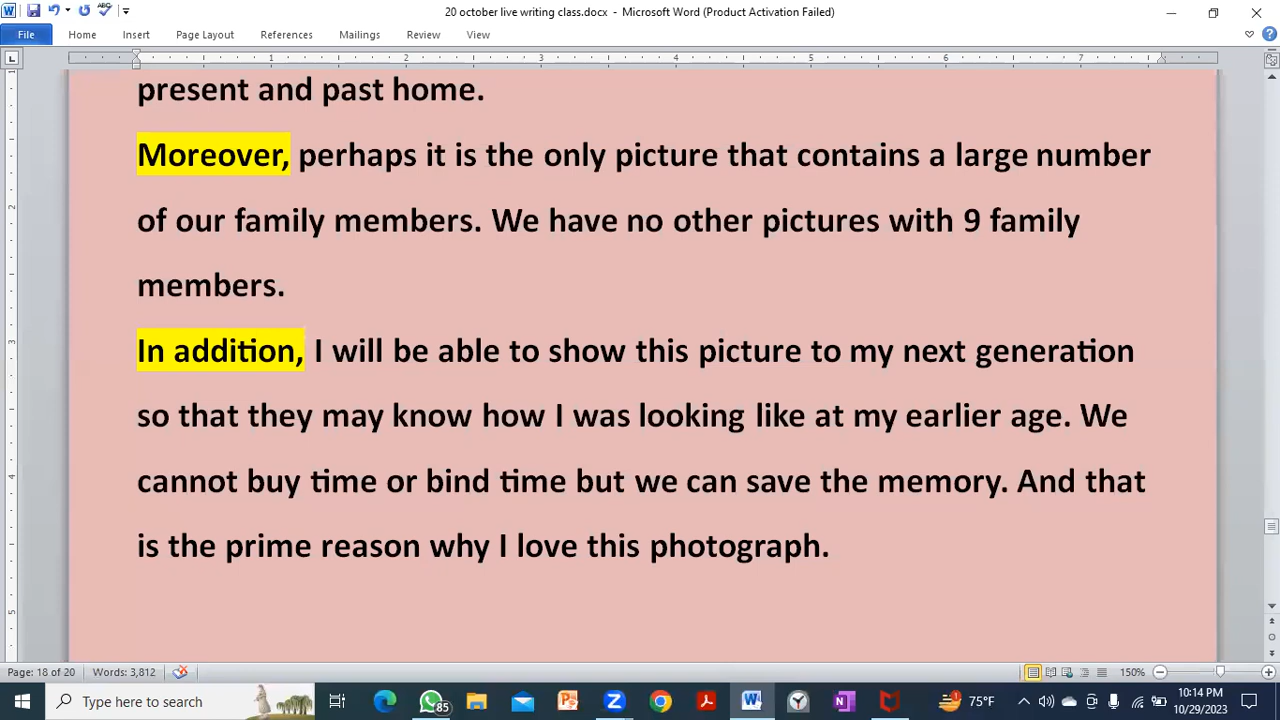 20 october live writing class.docx - Microsoft Word (Product Activation Failed)
File Home Insert Page Layout References Mailings Review View
present and past home.
Moreover, perhaps it is the only picture that contains a large number
of our family members. We have no other pictures with 9 family
members.
In addition, I will be able to show this picture to my next generation
so that they may know how I was looking like at my earlier age. We
cannot buy time or bind time but we can save the memory. And that
is the prime reason why I love this photograph.
Page: 18 of 20 Words: 3,812 150%
Type here to search 85 75°F 10:14 PM
10/29/2023